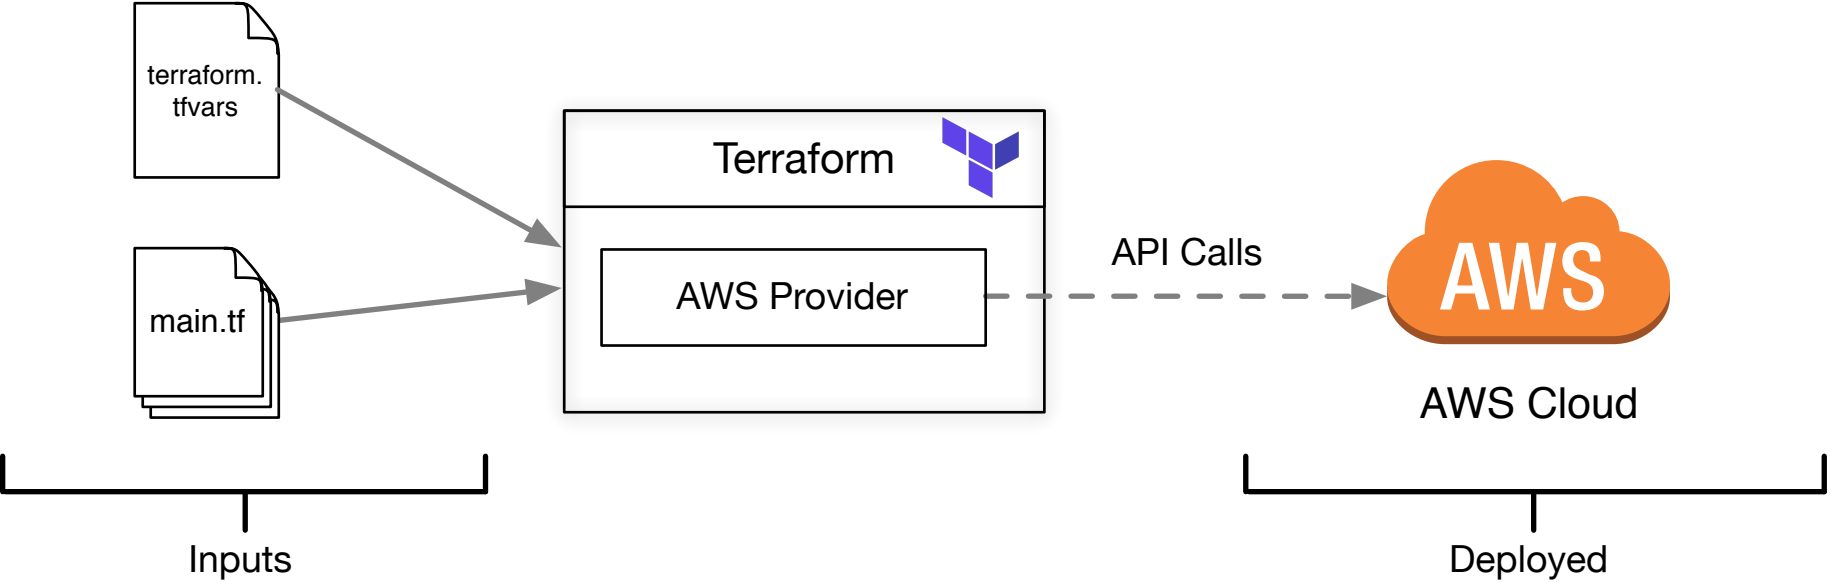 terraform.
tfvars
Terraform
main.tf
AWS Provider
API Calls
AWS
AWS Cloud
Inputs
Deployed